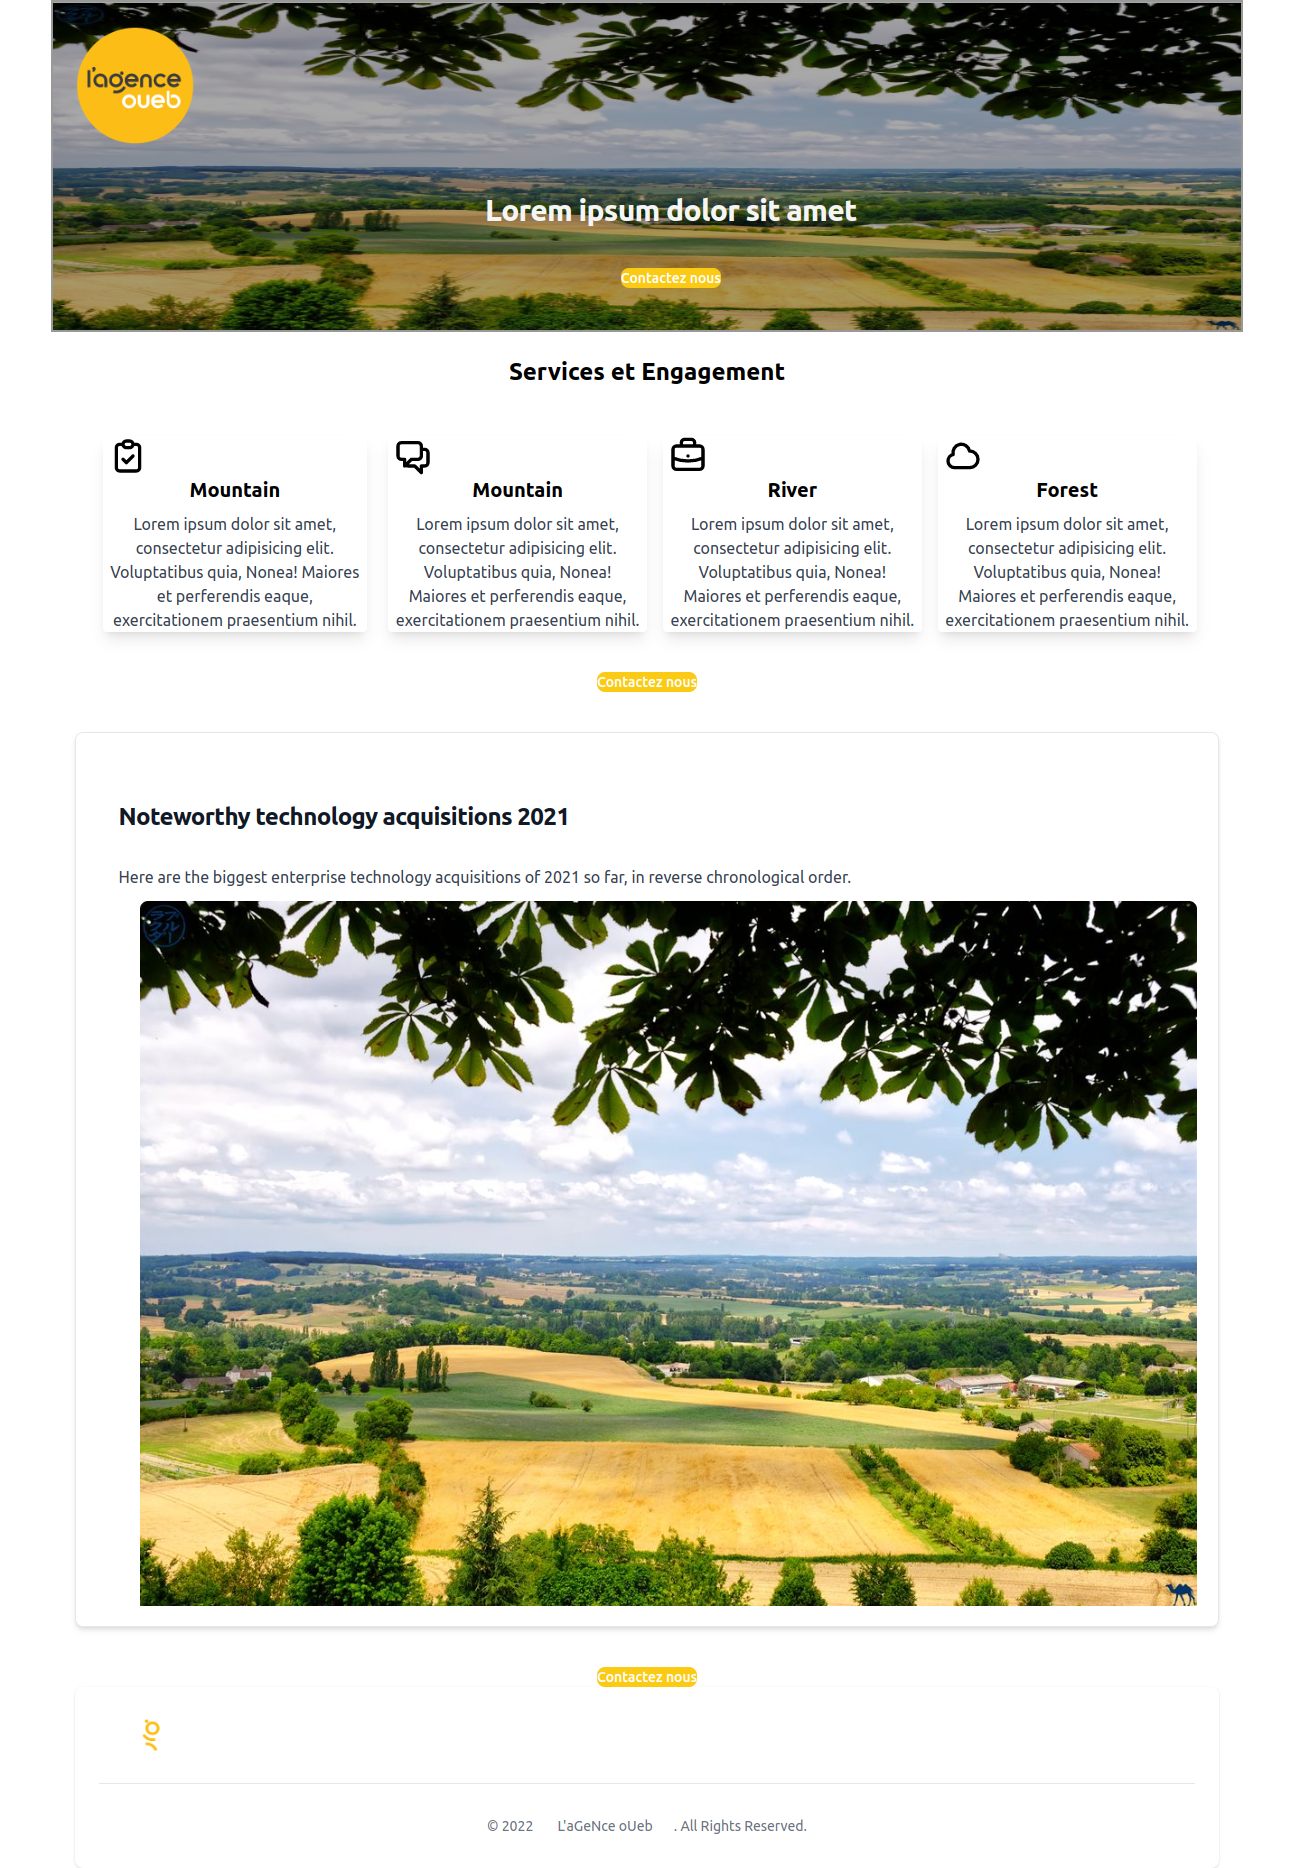 l'agence
oueb
Lorem ipsum dolor sit amet
Contactez nous
Services et Engagement
Mountain
Lorem ipsum dolor sit amet,
consectetur adipisicing elit.
Voluptatibus quia, Nonea! Maiores
et perferendis eaque,
exercitationem praesentium nihil.
Mountain
Lorem ipsum dolor sit amet,
consectetur adipisicing elit.
Voluptatibus quia, Nonea!
Maiores et perferendis eaque,
exercitationem praesentium nihil.
River
Lorem ipsum dolor sit amet,
consectetur adipisicing elit.
Voluptatibus quia, Nonea!
Maiores et perferendis eaque,
exercitationem praesentium nihil.
Forest
Lorem ipsum dolor sit amet,
consectetur adipisicing elit.
Voluptatibus quia, Nonea!
Maiores et perferendis eaque,
exercitationem praesentium nihil.
Contactez nous
Noteworthy technology acquisitions 2021
Here are the biggest enterprise technology acquisitions of 2021 so far, in reverse chronological order.
Contactez nous
© 2022 L'aGeNce oUeb . All Rights Reserved.